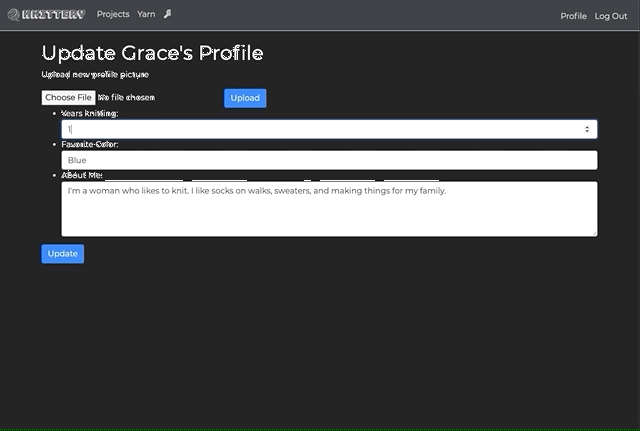 KNITTERY Projects Yarn Profile Log Out
Update Grace's Profile
Upload new profile picture
Choose File No file chosen Upload
Years knitting:
1
Favorite Color:
Blue
About Me:
I'm a woman who likes to knit. I like socks on walks, sweaters, and making things for my family.
Update